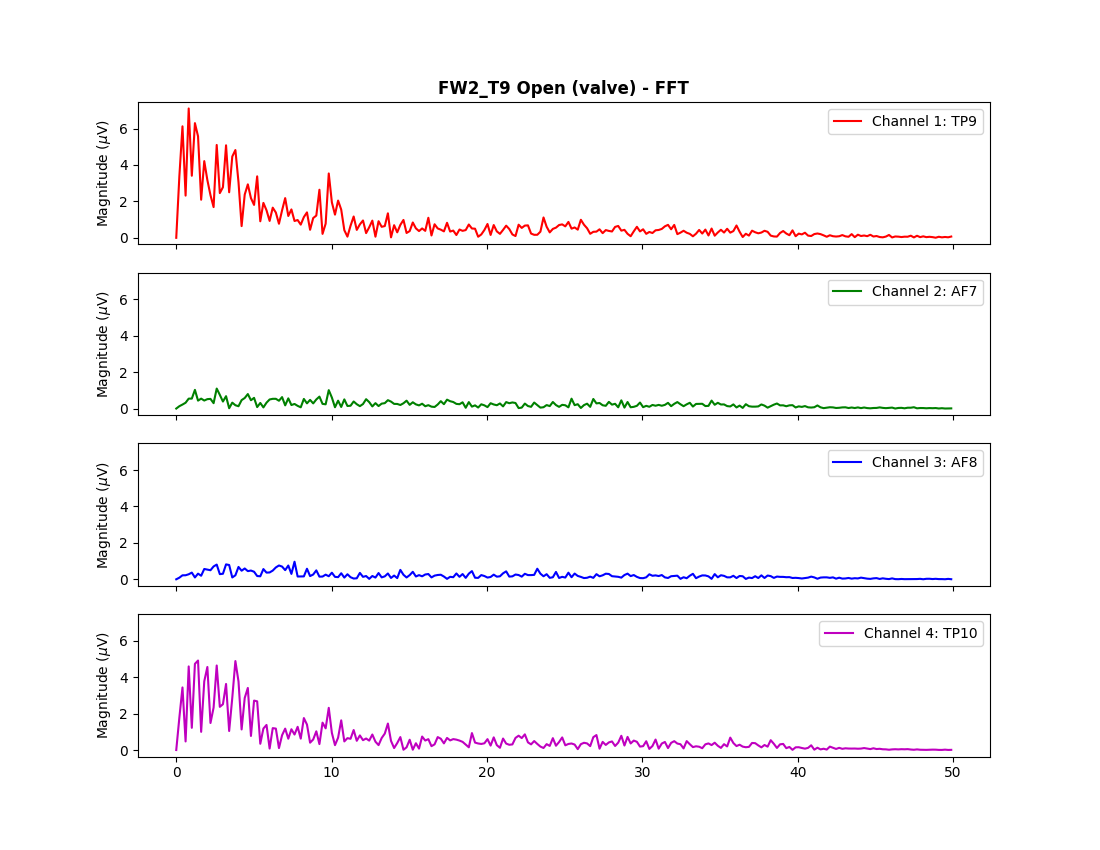 FW2_T9 Open (valve) - FFT
Magnitude (μV)
6
4
2
0
Channel 1: TP9
Magnitude (μV)
6
4
2
0
Channel 2: AF7
Magnitude (μV)
6
4
2
0
Channel 3: AF8
Magnitude (μV)
6
4
2
0
Channel 4: TP10
0 10 20 30 40 50